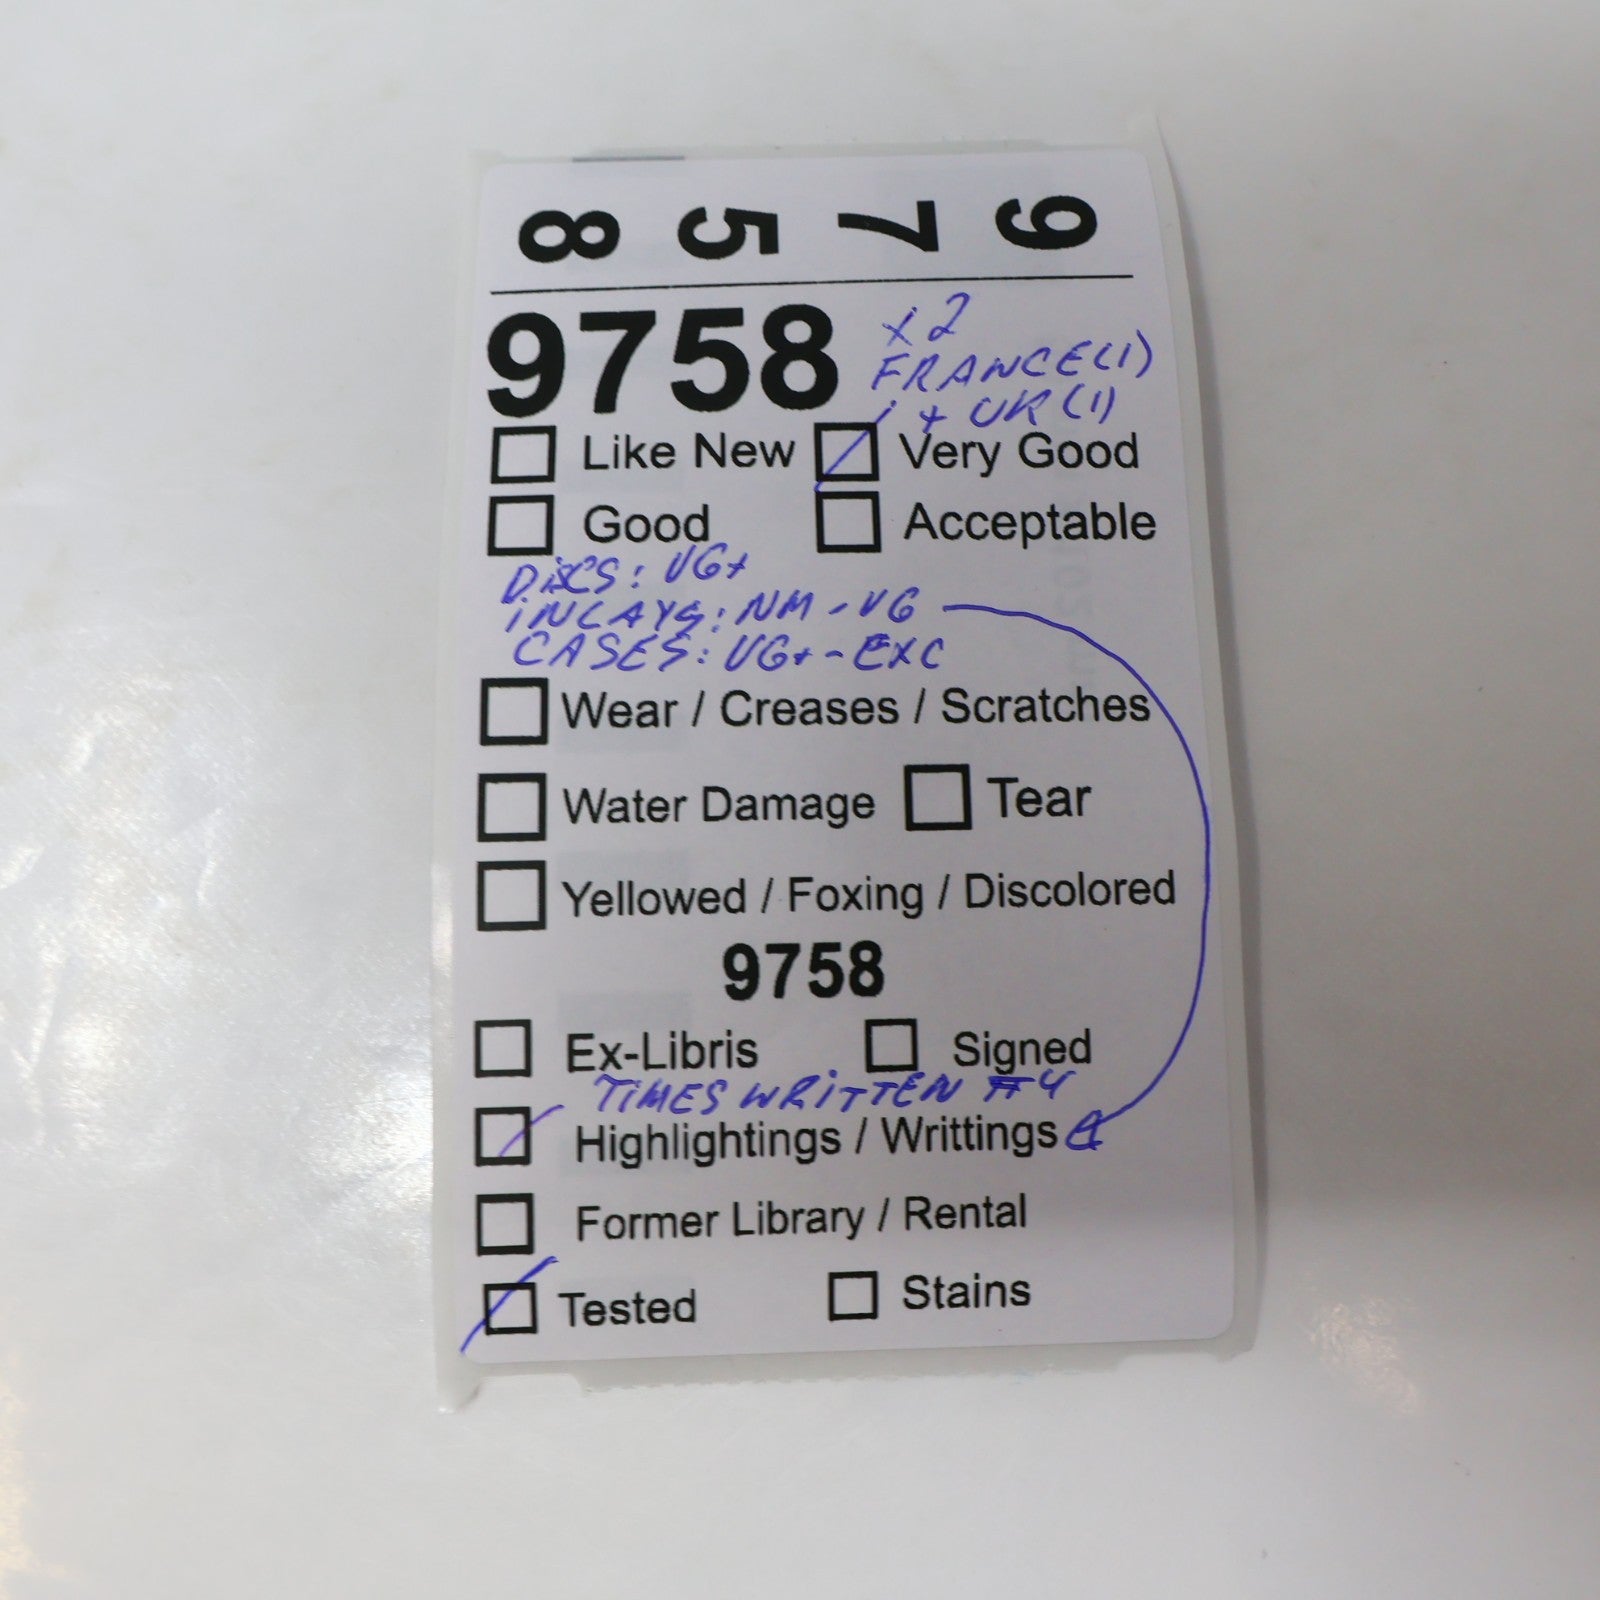 8 5 7 9
9758 x2
FRANCE(1)
+ UK (1)
Like New Very Good
Good Acceptable
DiSCS: VG+
iNLAYS: NM-VG
CASES: VG+-EXC
Wear / Creases / Scratches
Water Damage Tear
Yellowed / Foxing / Discolored
9758
Ex-Libris Signed
TiMES WRiTTEN #4
Highlightings / Writtings
Former Library / Rental
Tested Stains